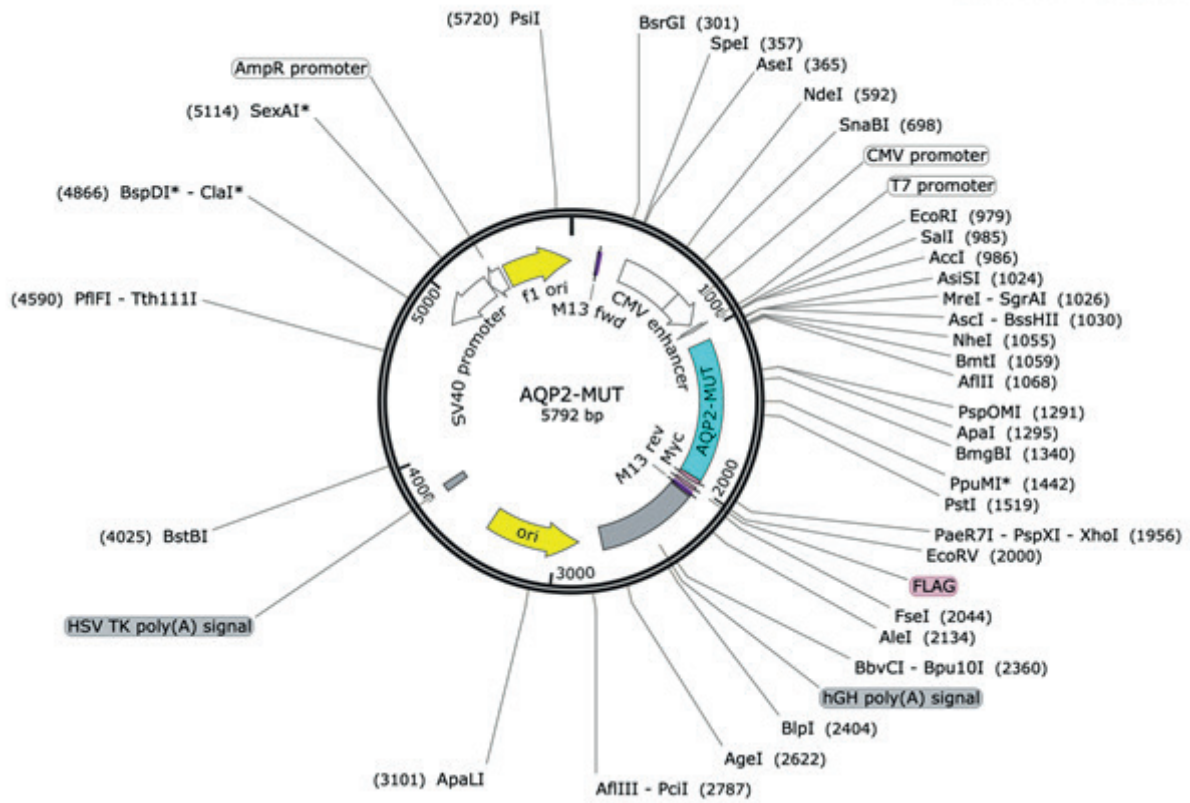 (5720) PsiI
BsrGI (301)
SpeI (357)
AseI (365)
NdeI (592)
SnaBI (698)
CMV promoter
T7 promoter
EcoRI (979)
SalI (985)
AccI (986)
AsiSI (1024)
MreI - SgrAI (1026)
AscI - BssHII (1030)
NheI (1055)
BmtI (1059)
AflII (1068)
PspOMI (1291)
ApaI (1295)
BmgBI (1340)
PpuMI* (1442)
PstI (1519)
PaeR7I - PspXI - XhoI (1956)
EcoRV (2000)
FLAG
FseI (2044)
AleI (2134)
BbvCI - Bpu10I (2360)
hGH poly(A) signal
BlpI (2404)
AgeI (2622)
AflIII - PciI (2787)
(3101) ApaLI
HSV TK poly(A) signal
(4025) BstBI
(4590) PflFI - Tth111I
(4866) BspDI* - ClaI*
(5114) SexAI*
AmpR promoter
f1 ori
M13 fwd
CMV enhancer
1000
AQP2-MUT
2000
Myc
M13 rev
3000
ori
4000
SV40 promoter
5000
AQP2-MUT
5792 bp